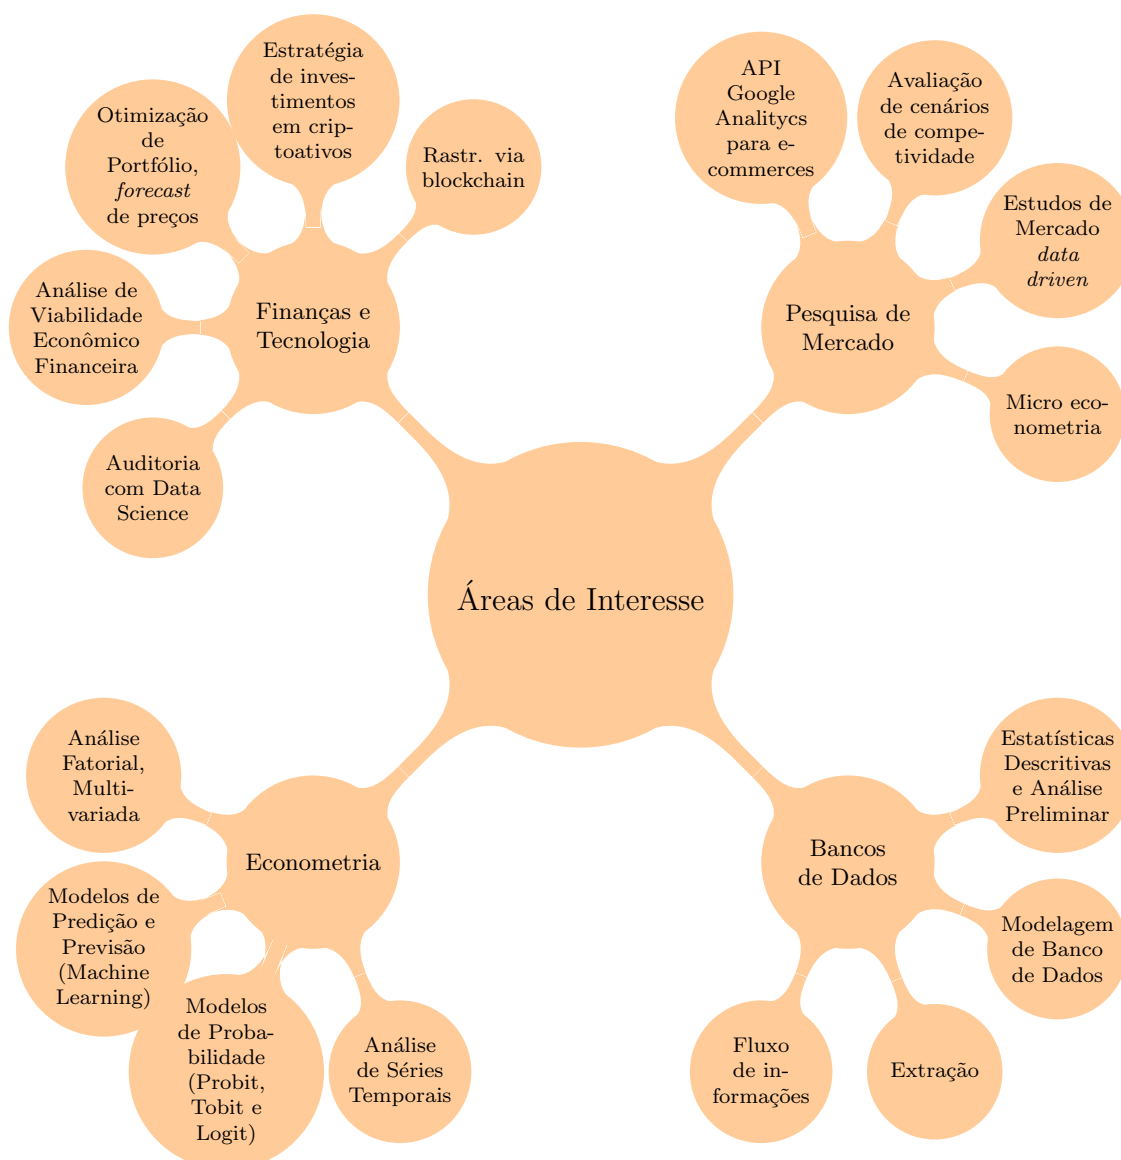 Estratégia
de inves-
timentos
em crip-
toativos
Otimização
de
Portfólio,
forecast
de preços
Rastr. via
blockchain
Análise de
Viabilidade
Econômico
Financeira
Finanças e
Tecnologia
Auditoria
com Data
Science
API
Google
Analitycs
para e-
commerces
Avaliação
de cenários
de compe-
tividade
Estudos de
Mercado
data
driven
Pesquisa de
Mercado
Micro eco-
nometria
Áreas de Interesse
Análise
Fatorial,
Multi-
variada
Econometria
Modelos de
Predição e
Previsão
(Machine
Learning)
Modelos
de Proba-
bilidade
(Probit,
Tobit e
Logit)
Análise
de Séries
Temporais
Estatísticas
Descritivas
e Análise
Preliminar
Bancos
de Dados
Modelagem
de Banco
de Dados
Fluxo
de in-
formações
Extração